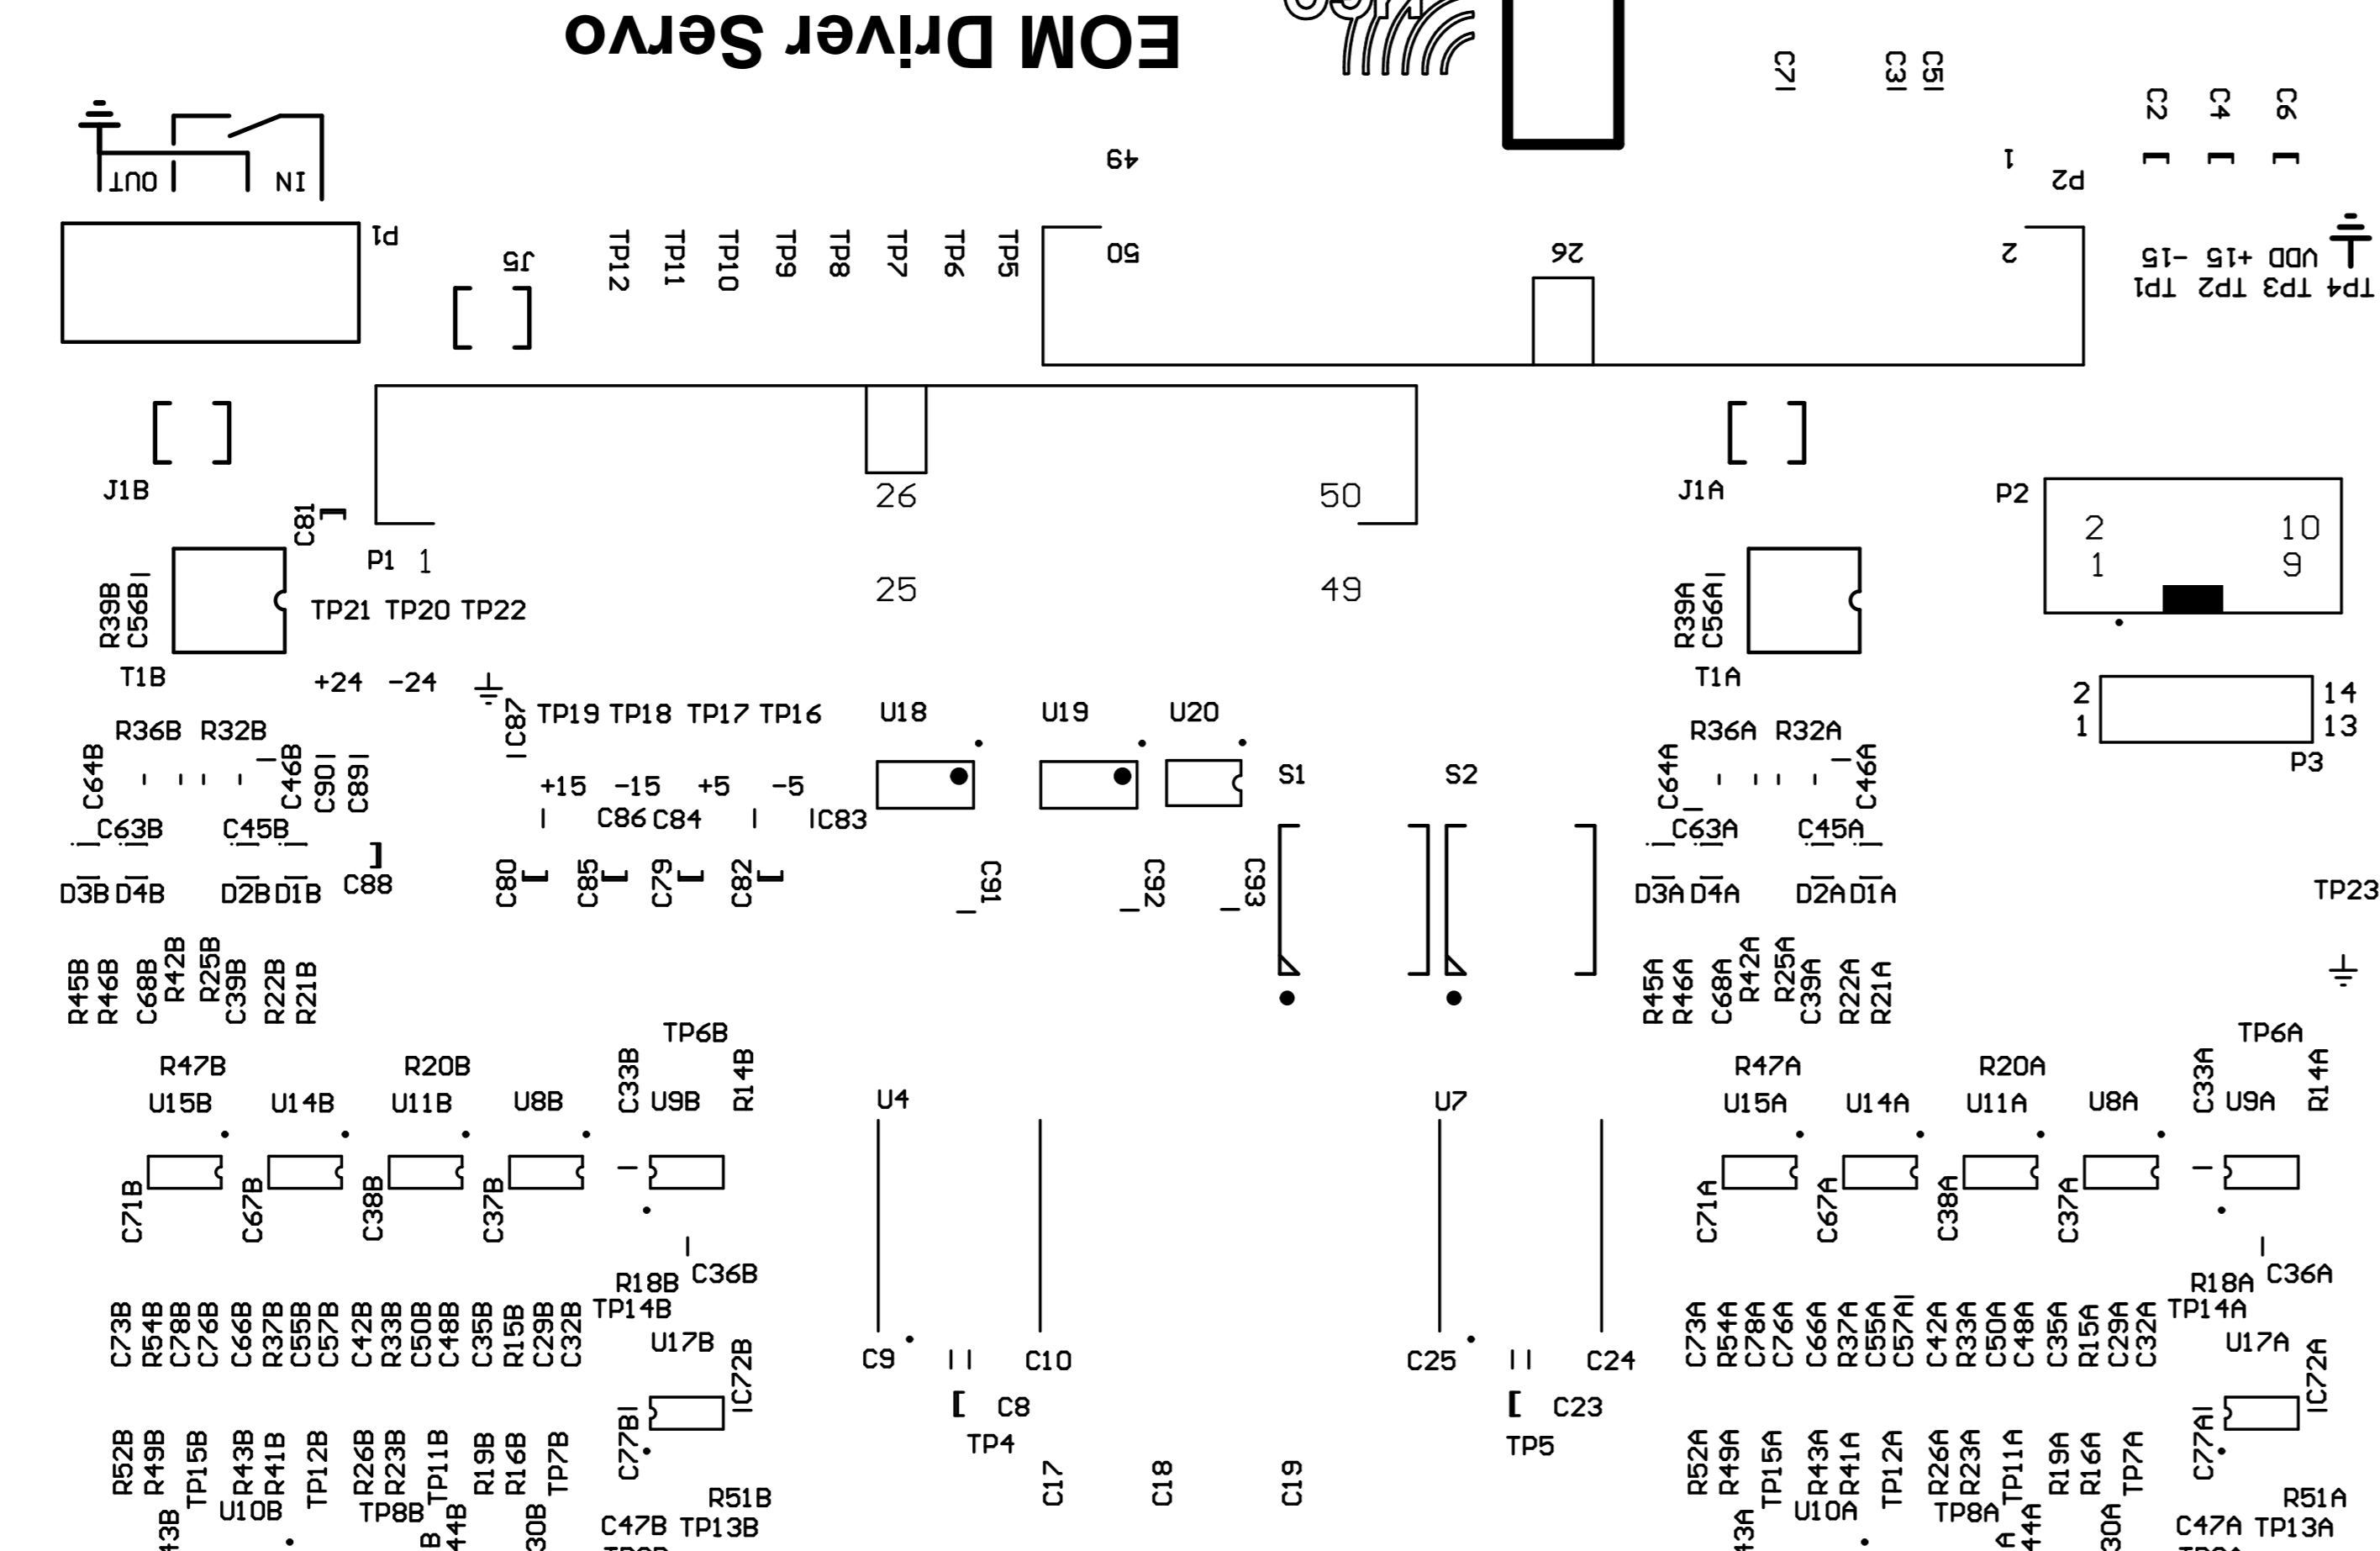 EOM Driver Servo
C7
C3
C5
C2
C4
C6
OUT
IN
49
1
P2
P1
J5
TP12
TP11
TP10
TP9
TP8
TP7
TP6
TP5
50
26
2
-15
+15
VDD
TP1
TP2
TP3
TP4
J1B
C81
26
50
J1A
P2
2
10
1
9
P1
1
25
49
R39B
C56B
TP21 TP20 TP22
R39A
C56A
T1B
+24
-24
T1A
C87
TP19
TP18
TP17
TP16
U18
U19
U20
2
14
1
13
P3
R36B
R32B
R36A
R32A
C64B
C46B
C90
C89
+15
-15
+5
-5
S1
S2
C64A
C46A
C63B
C45B
C86
C84
C83
C63A
C45A
D3B
D4B
D2B
D1B
C88
C80
C85
C79
C82
C91
C92
C93
D3A
D4A
D2A
D1A
TP23
R45B
R46B
C68B
R42B
R25B
C39B
R22B
R21B
R45A
R46A
C68A
R42A
R25A
C39A
R22A
R21A
TP6B
TP6A
R47B
R20B
C33B
R14B
R47A
R20A
C33A
R14A
U15B
U14B
U11B
U8B
U9B
U4
U7
U15A
U14A
U11A
U8A
U9A
C71B
C67B
C38B
C37B
C71A
C67A
C38A
C37A
R18B
C36B
R18A
C36A
C73B
R54B
C78B
C76B
C66B
R37B
C55B
C57B
C42B
R33B
C50B
C48B
C35B
R15B
C29B
C32B
TP14B
C73A
R54A
C78A
C76A
C66A
R37A
C55A
C57A
C42A
R33A
C50A
C48A
C35A
R15A
C29A
C32A
TP14A
U17B
C72B
C9
C10
C25
C24
U17A
C72A
C8
C23
TP4
TP5
R52B
R49B
TP15B
R43B
R41B
TP12B
R26B
R23B
TP11B
R19B
R16B
TP7B
C77B
C17
C18
C19
R52A
R49A
TP15A
R43A
R41A
TP12A
R26A
R23A
TP11A
R19A
R16A
TP7A
C77A
R51B
R51A
U10B
TP8B
U10A
TP8A
C47B TP13B
C47A TP13A